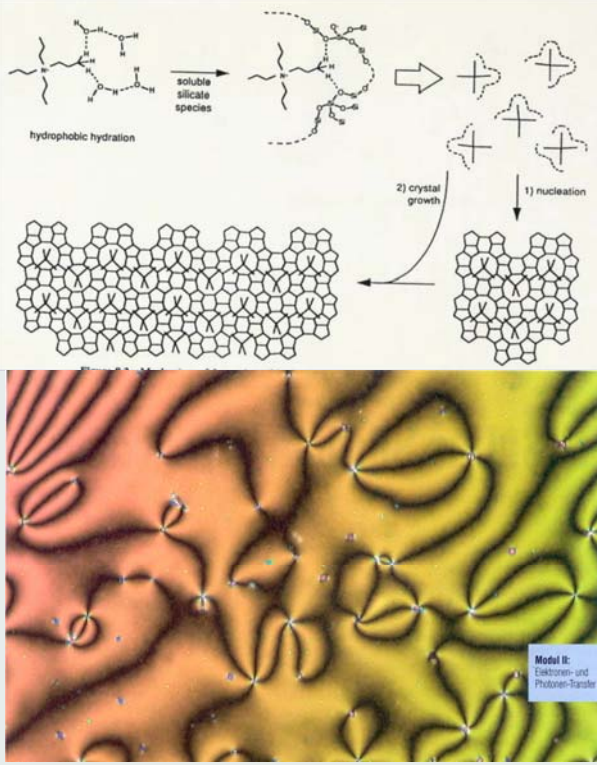 soluble
silicate
species
hydrophobic hydration
2) crystal
growth
1) nucleation
Modul II:
Elektronen- und
Photonen-Transfer